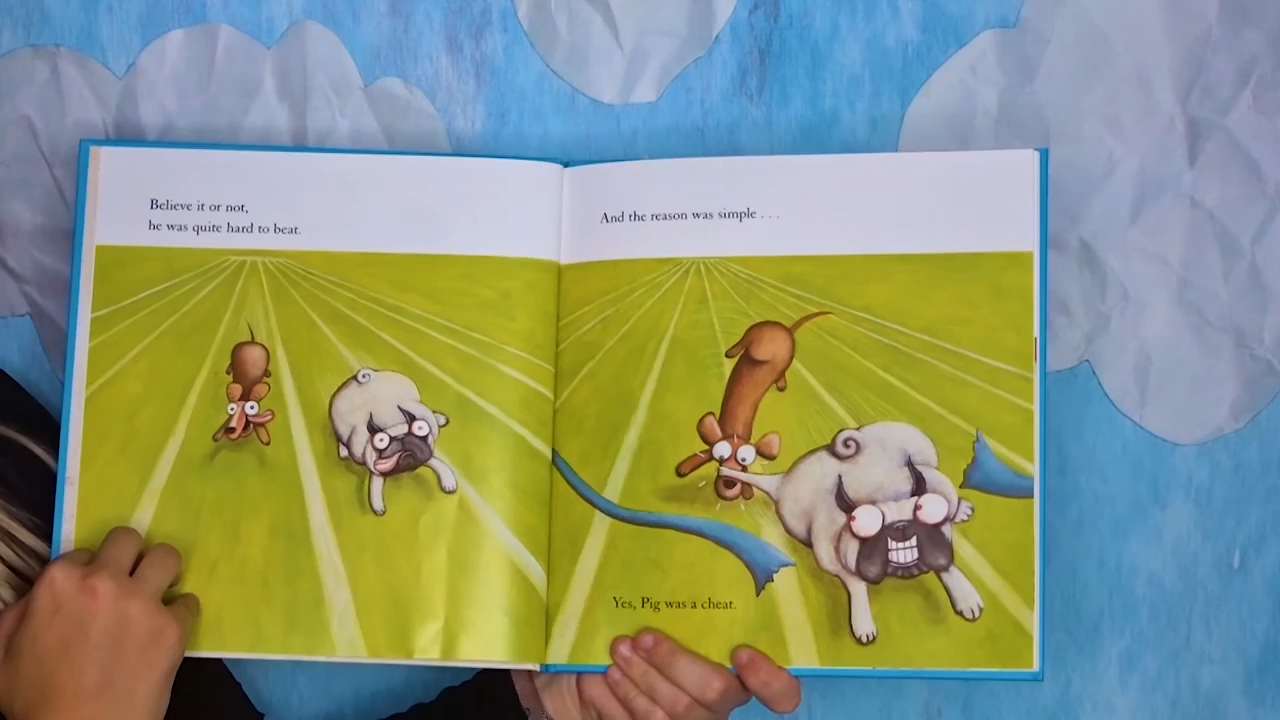 Believe it or not,
he was quite hard to beat.
And the reason was simple . . .
Yes, Pig was a cheat.